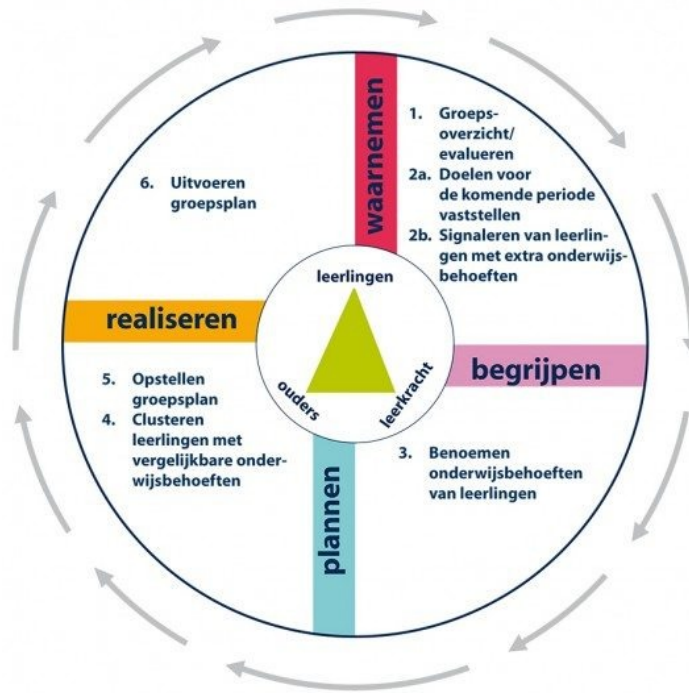 waarnemen
1. Groeps-
overzicht/
evalueren
2a. Doelen voor
de komende periode
vaststellen
2b. Signaleren van leerlin-
gen met extra onderwijs-
behoeften
begrijpen
3. Benoemen
onderwijsbehoeften
van leerlingen
plannen
5. Opstellen
groepsplan
4. Clusteren
leerlingen met
vergelijkbare onder-
wijsbehoeften
realiseren
6. Uitvoeren
groepsplan
leerlingen
ouders
leerkracht